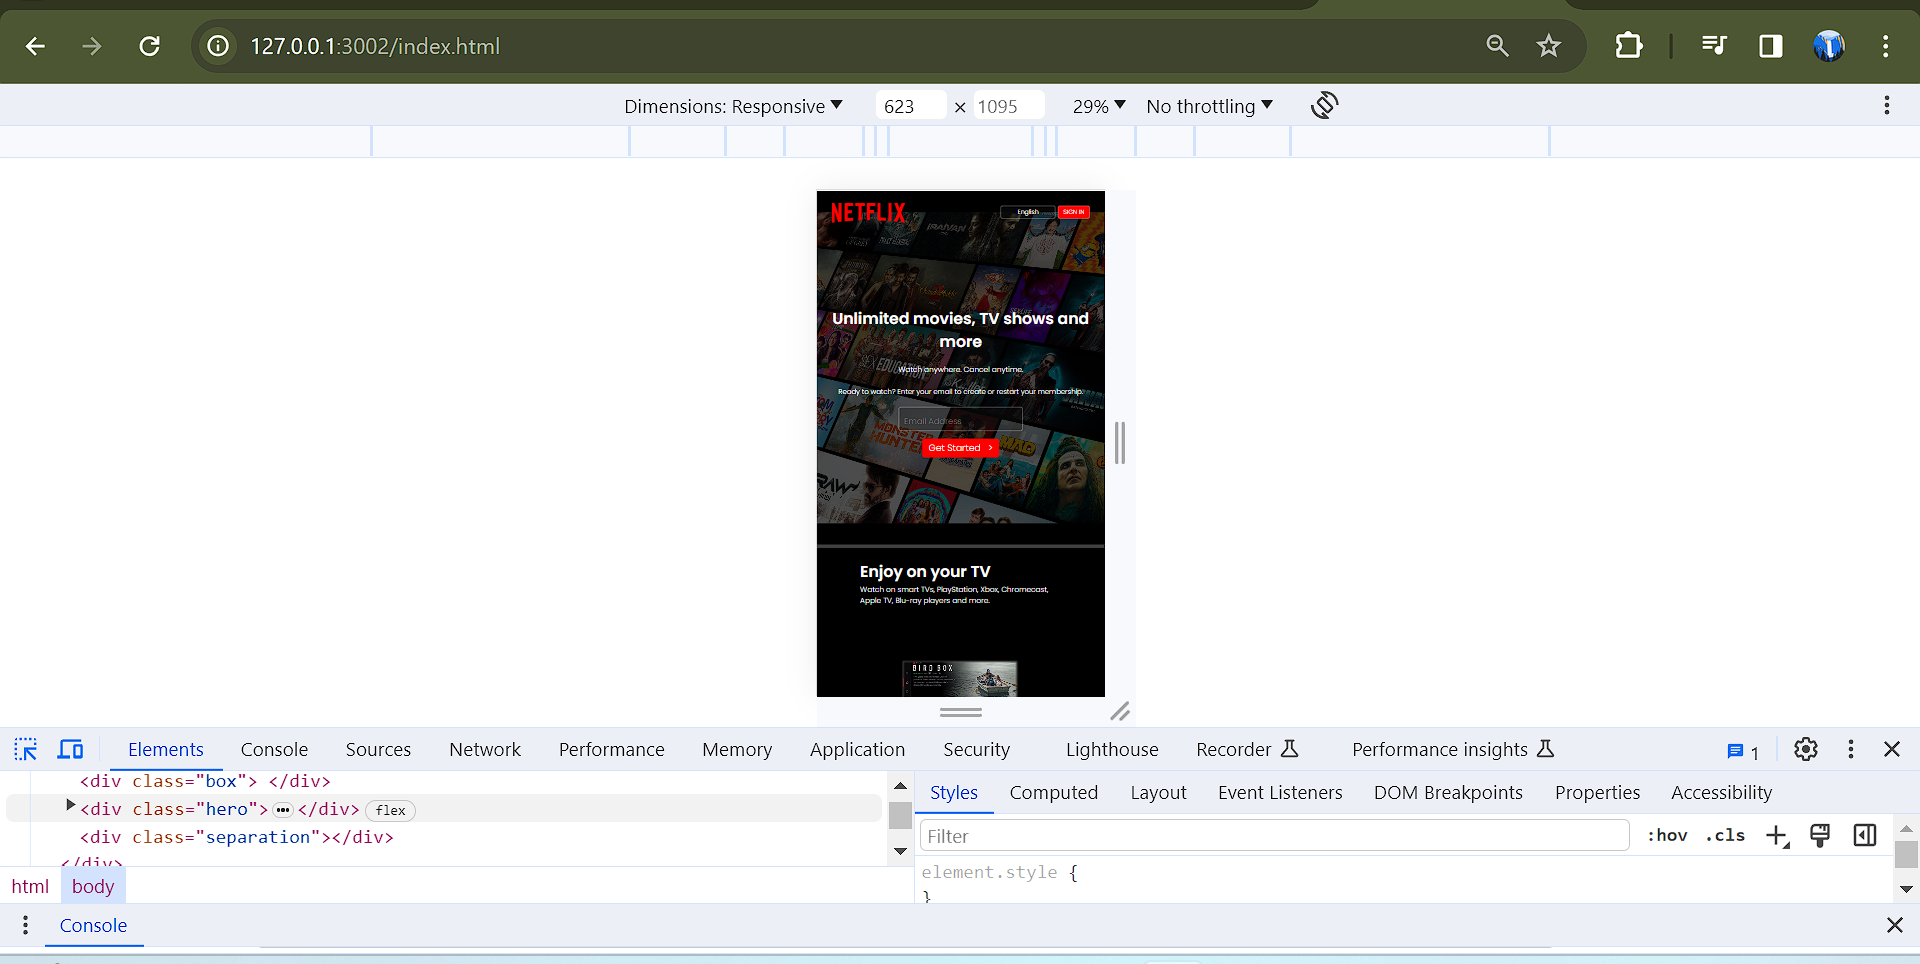 127.0.0.1:3002/index.html
Dimensions: Responsive 623 × 1095 29% No throttling
NETFLIX English SIGN IN
Unlimited movies, TV shows and
more
Watch anywhere. Cancel anytime.
Ready to watch? Enter your email to create or restart your membership.
Email Address
Get Started >
Enjoy on your TV
Watch on smart TVs, PlayStation, Xbox, Chromecast,
Apple TV, Blu-ray players and more.
BIRD BOX
Elements Console Sources Network Performance Memory Application Security Lighthouse Recorder Performance insights 1
<div class="box"> </div>
<div class="hero"> ••• </div> flex
<div class="separation"></div>
</div>
html body
Styles Computed Layout Event Listeners DOM Breakpoints Properties Accessibility
Filter :hov .cls
element.style {
}
Console